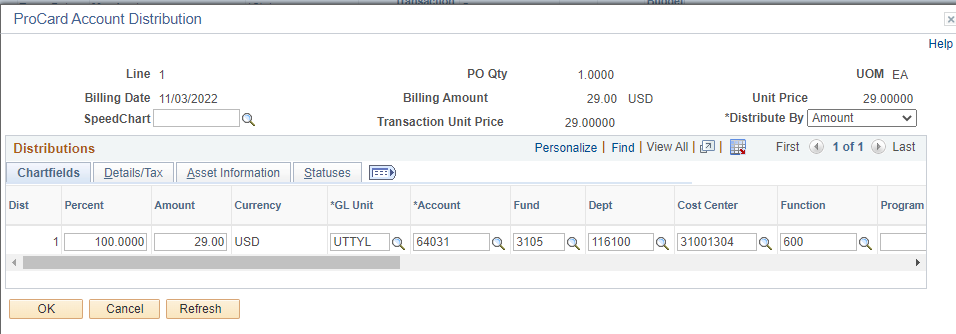 ProCard Account Distribution
Help
Line 1 PO Qty 1.0000 UOM EA
Billing Date 11/03/2022 Billing Amount 29.00 USD Unit Price 29.00000
SpeedChart Transaction Unit Price 29.00000 *Distribute By Amount
Distributions Personalize | Find | View All | | First 1 of 1 Last
Chartfields Details/Tax Asset Information Statuses
Dist Percent Amount Currency *GL Unit *Account Fund Dept Cost Center Function Program
1 100.0000 29.00 USD UTTYL 64031 3105 116100 31001304 600
OK Cancel Refresh